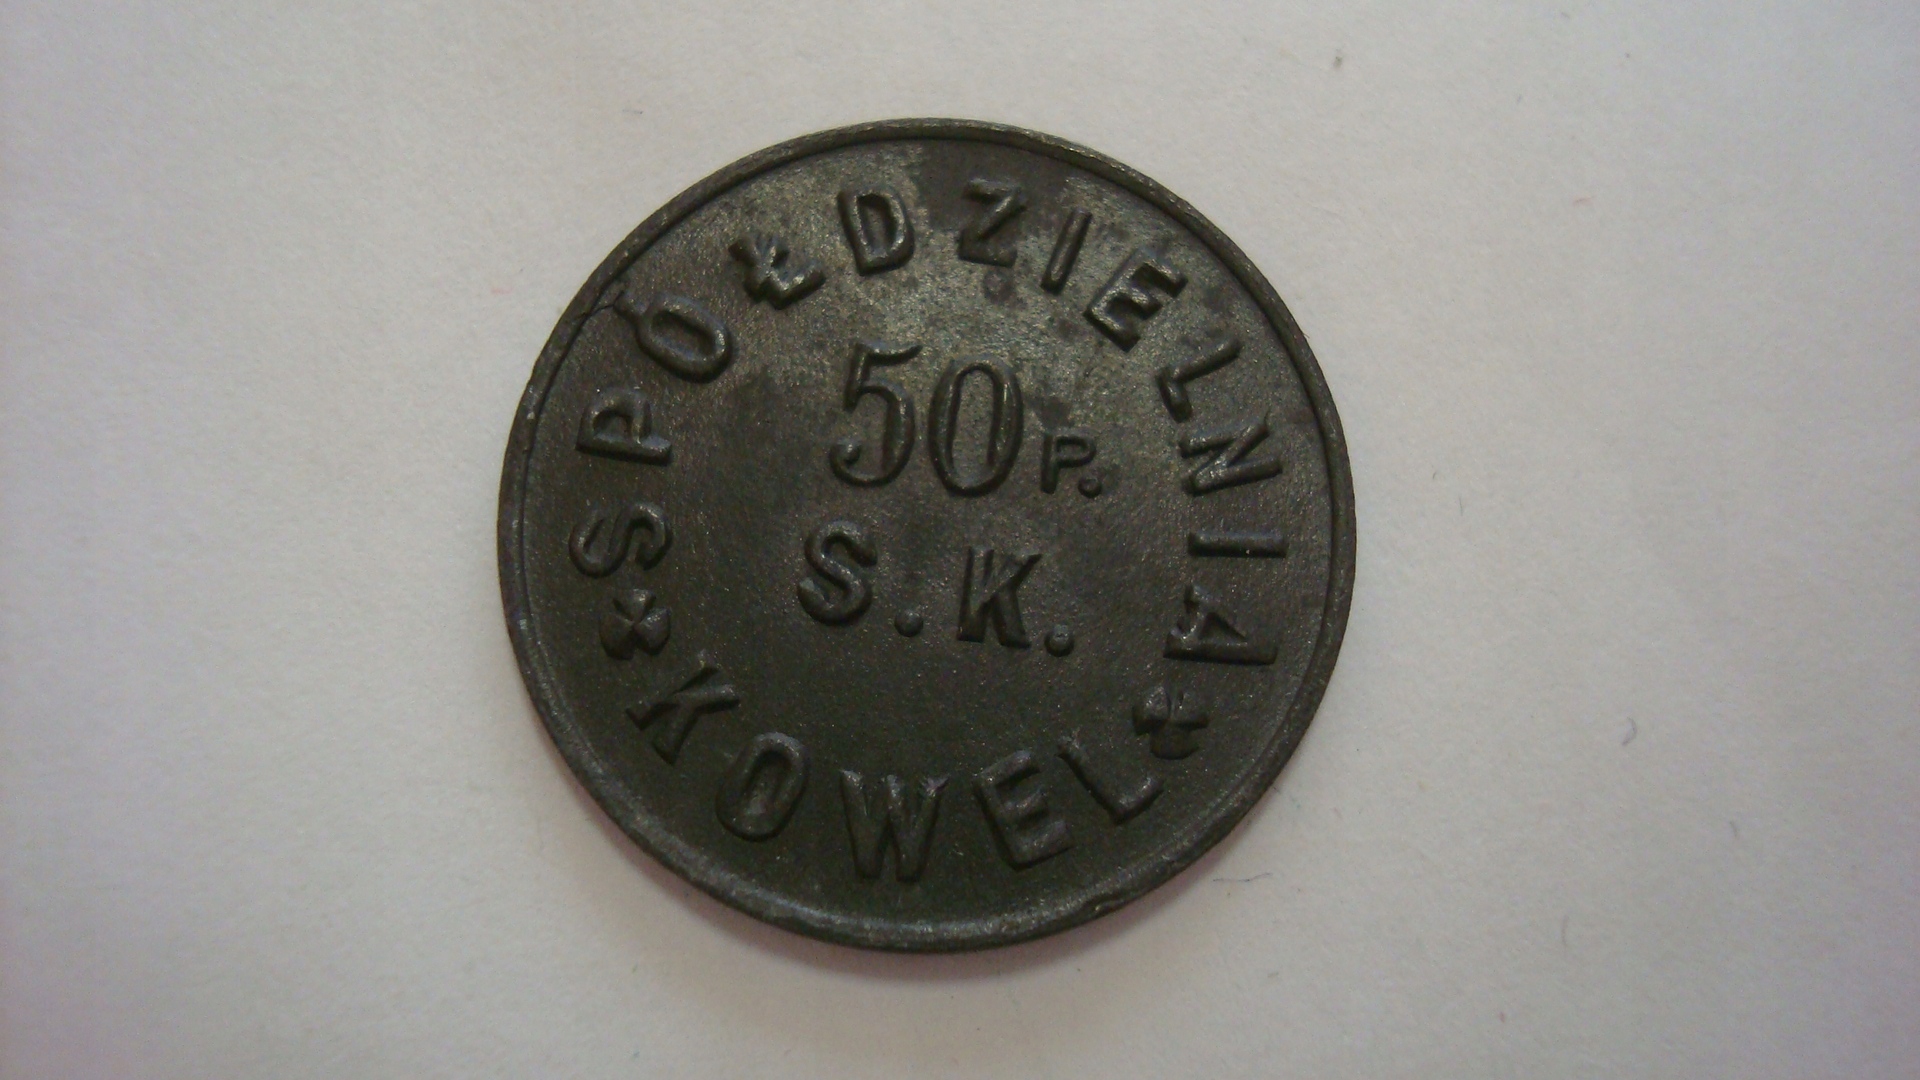 SPÓŁDZIELNIA
50 P.
S.K.
KOWEL